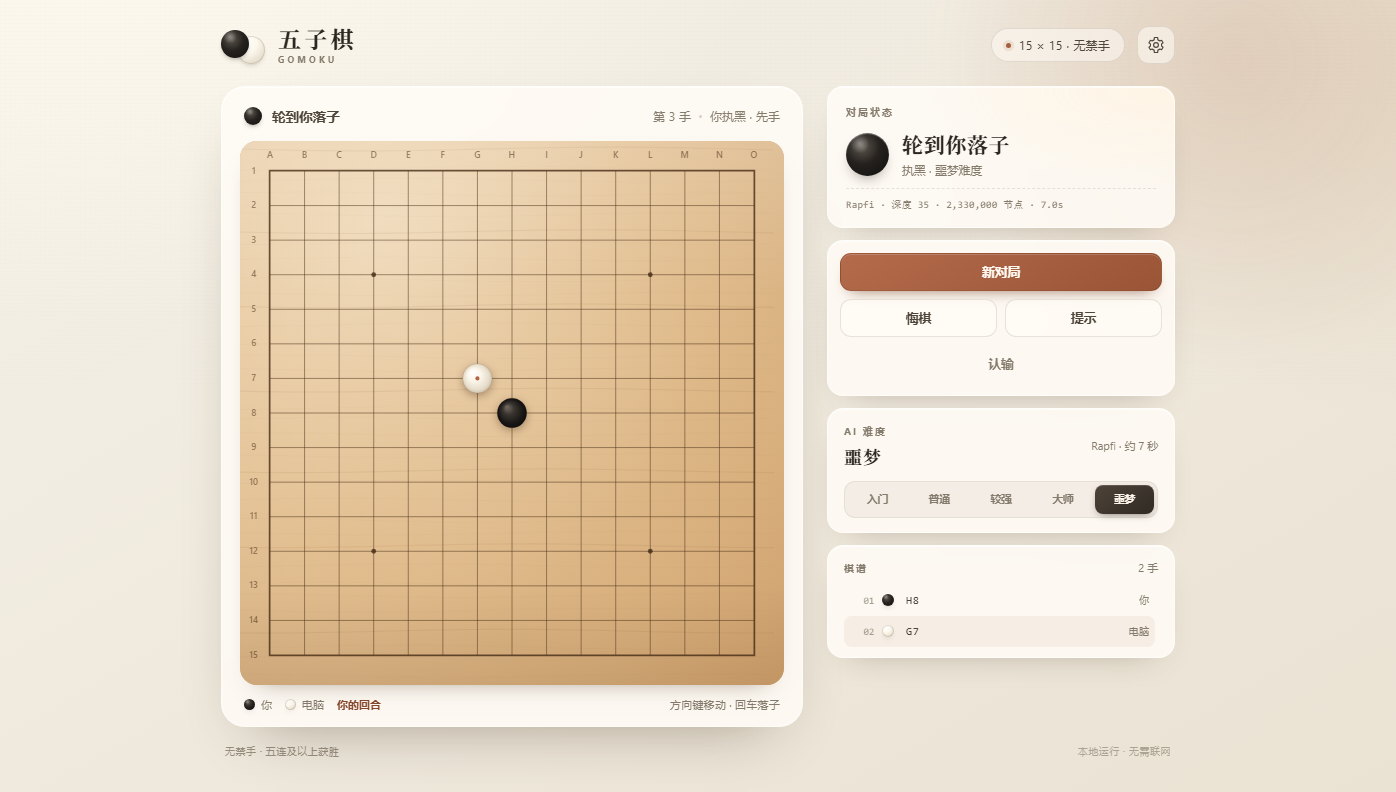 五子棋
GOMOKU
15 × 15 · 无禁手
轮到你落子
第 3 手 · 你执黑 · 先手
A B C D E F G H I J K L M N O
1
2
3
4
5
6
7
8
9
10
11
12
13
14
15
你 电脑 你的回合
方向键移动 · 回车落子
对局状态
轮到你落子
执黑 · 噩梦难度
Rapfi · 深度 35 · 2,330,000 节点 · 7.0s
新对局
悔棋 提示
认输
AI 难度
噩梦
Rapfi · 约 7 秒
入门 普通 较强 大师 噩梦
棋谱 2 手
01 H8 你
02 G7 电脑
无禁手 · 五连及以上获胜
本地运行 · 无需联网